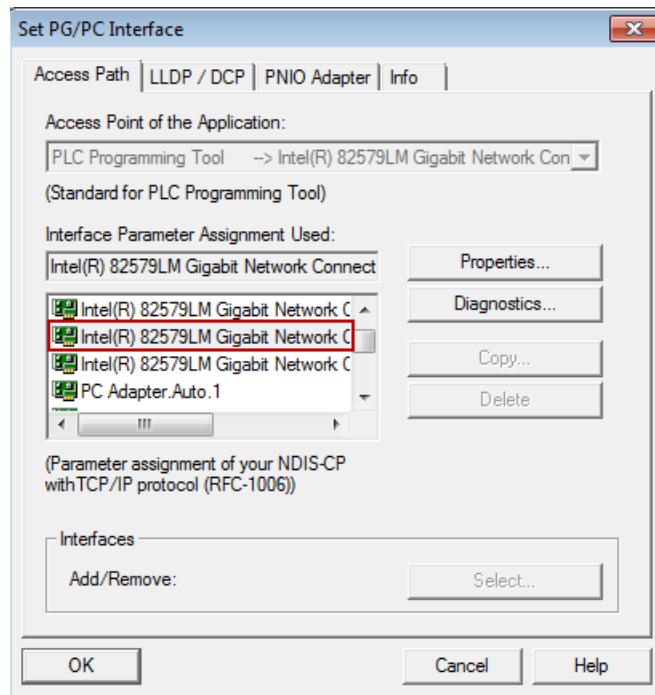 Set PG/PC Interface
Access Path
LLDP / DCP
PNIO Adapter
Info
Access Point of the Application:
PLC Programming Tool --> Intel(R) 82579LM Gigabit Network Con
(Standard for PLC Programming Tool)
Interface Parameter Assignment Used:
Intel(R) 82579LM Gigabit Network Connect
Properties...
Intel(R) 82579LM Gigabit Network C
Diagnostics...
Intel(R) 82579LM Gigabit Network C
Intel(R) 82579LM Gigabit Network C
Copy...
PC Adapter.Auto.1
Delete
(Parameter assignment of your NDIS-CP
withTCP/IP protocol (RFC-1006))
Interfaces
Add/Remove:
Select...
OK
Cancel
Help